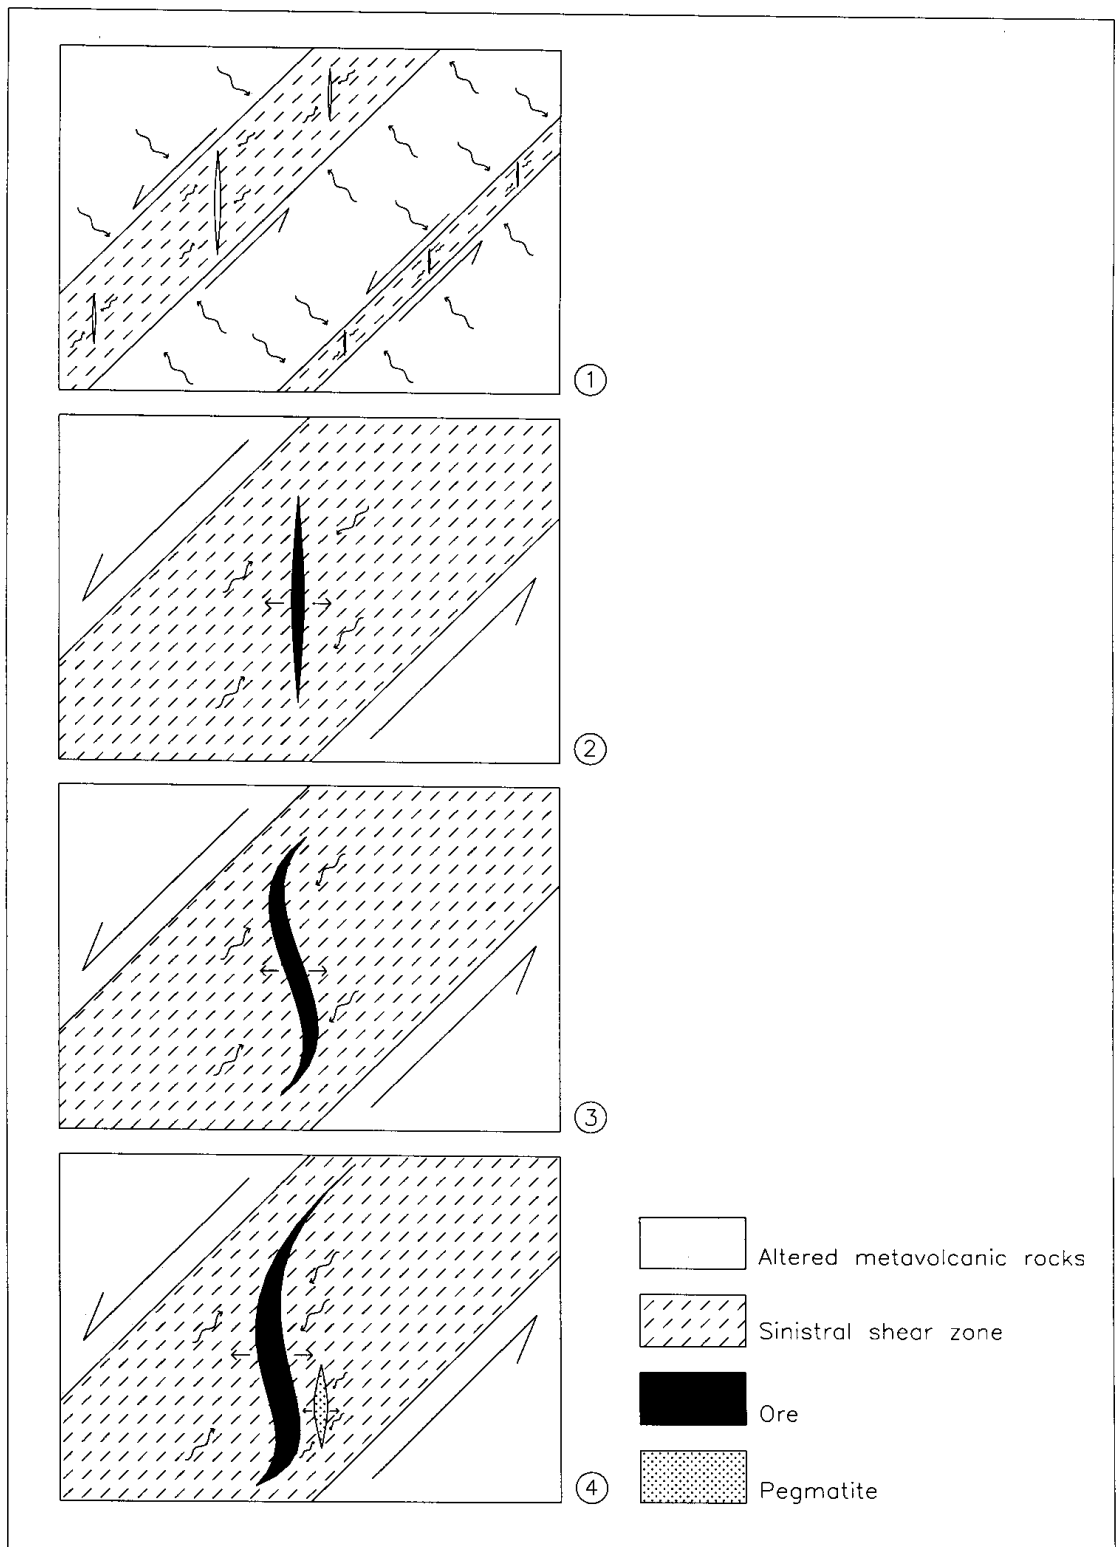 1
2
3
Altered metavolcanic rocks
Sinistral shear zone
Ore
4
Pegmatite